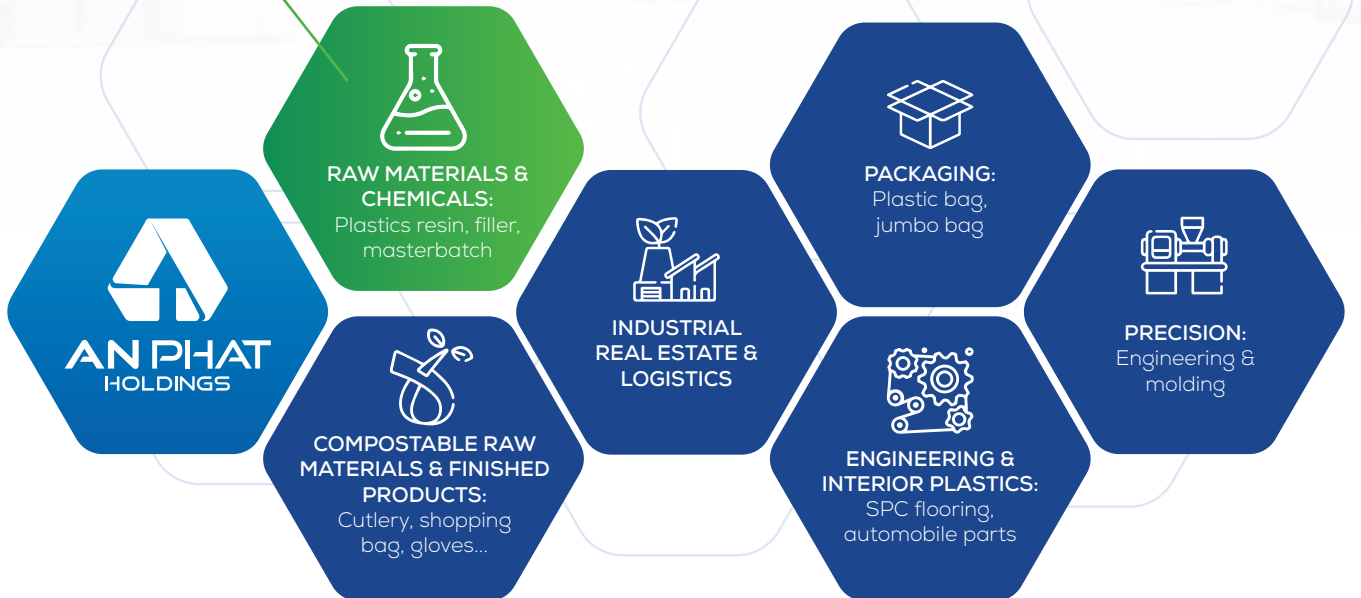 AN PHAT
HOLDINGS
RAW MATERIALS &
CHEMICALS:
Plastics resin, filler,
masterbatch
COMPOSTABLE RAW
MATERIALS & FINISHED
PRODUCTS:
Cutlery, shopping
bag, gloves...
INDUSTRIAL
REAL ESTATE &
LOGISTICS
PACKAGING:
Plastic bag,
jumbo bag
ENGINEERING &
INTERIOR PLASTICS:
SPC flooring,
automobile parts
PRECISION:
Engineering &
molding